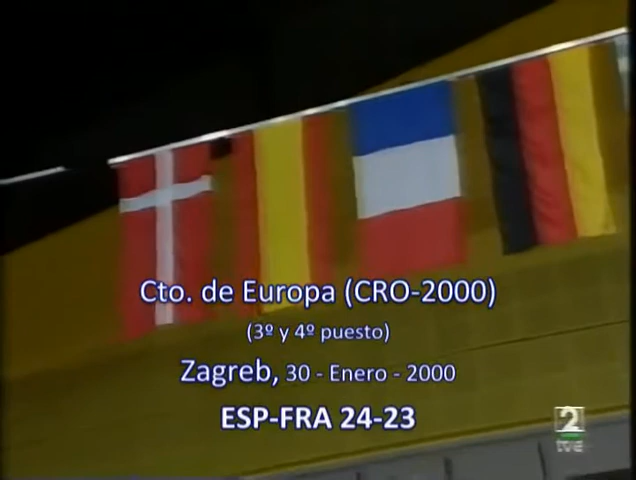 Cto. de Europa (CRO-2000)
(3º y 4º puesto)
Zagreb, 30 - Enero - 2000
ESP-FRA 24-23
2
tve